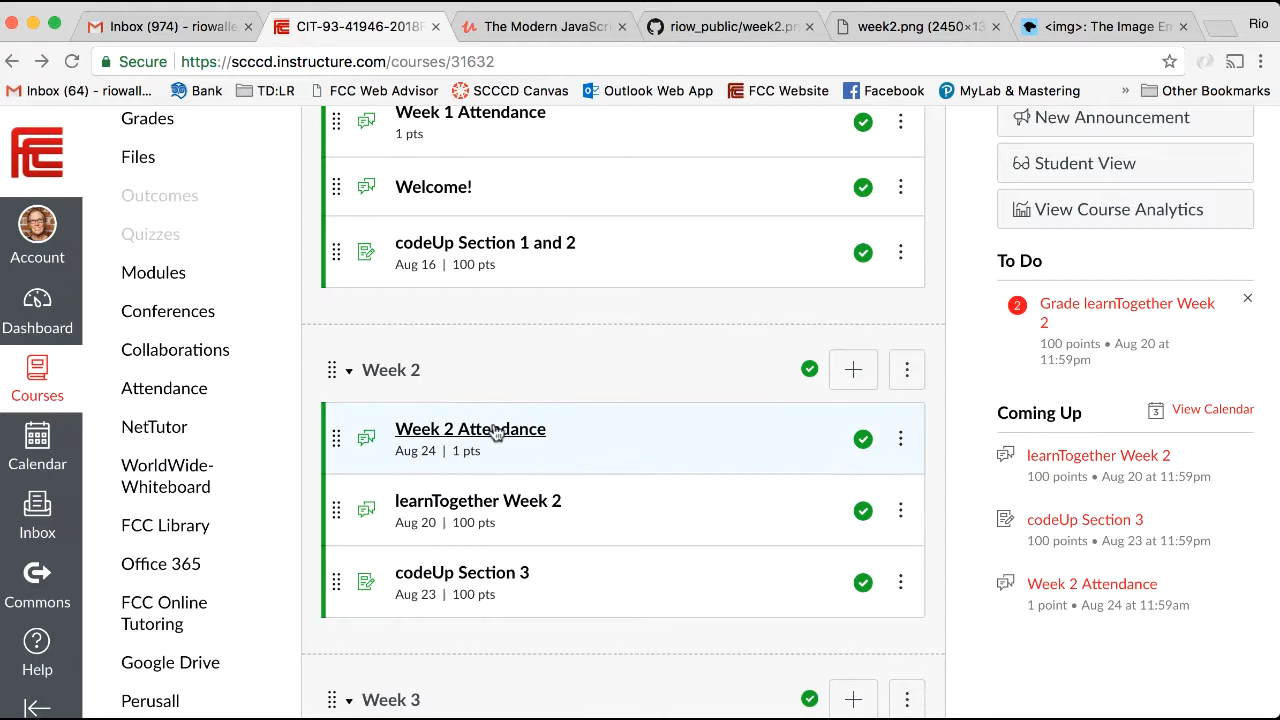 Inbox (974) - riowalle
CIT-93-41946-2018F
The Modern JavaScri
riow_public/week2.pn
week2.png (2450×13
<img>: The Image Em
Rio
Secure
https://scccd.instructure.com/courses/31632
Inbox (64) - riowall...
Bank
TD:LR
FCC Web Advisor
SCCCD Canvas
Outlook Web App
FCC Website
Facebook
MyLab & Mastering
»
Other Bookmarks
Account
Dashboard
Courses
Calendar
Inbox
Commons
Help
Grades
Files
Outcomes
Quizzes
Modules
Conferences
Collaborations
Attendance
NetTutor
WorldWide-
Whiteboard
FCC Library
Office 365
FCC Online
Tutoring
Google Drive
Perusall
Week 1 Attendance
1 pts
Welcome!
codeUp Section 1 and 2
Aug 16 | 100 pts
Week 2
Week 2 Attendance
Aug 24 | 1 pts
learnTogether Week 2
Aug 20 | 100 pts
codeUp Section 3
Aug 23 | 100 pts
Week 3
New Announcement
Student View
View Course Analytics
To Do
2
Grade learnTogether Week
2
100 points • Aug 20 at
11:59pm
Coming Up
3
View Calendar
learnTogether Week 2
100 points • Aug 20 at 11:59pm
codeUp Section 3
100 points • Aug 23 at 11:59pm
Week 2 Attendance
1 point • Aug 24 at 11:59am